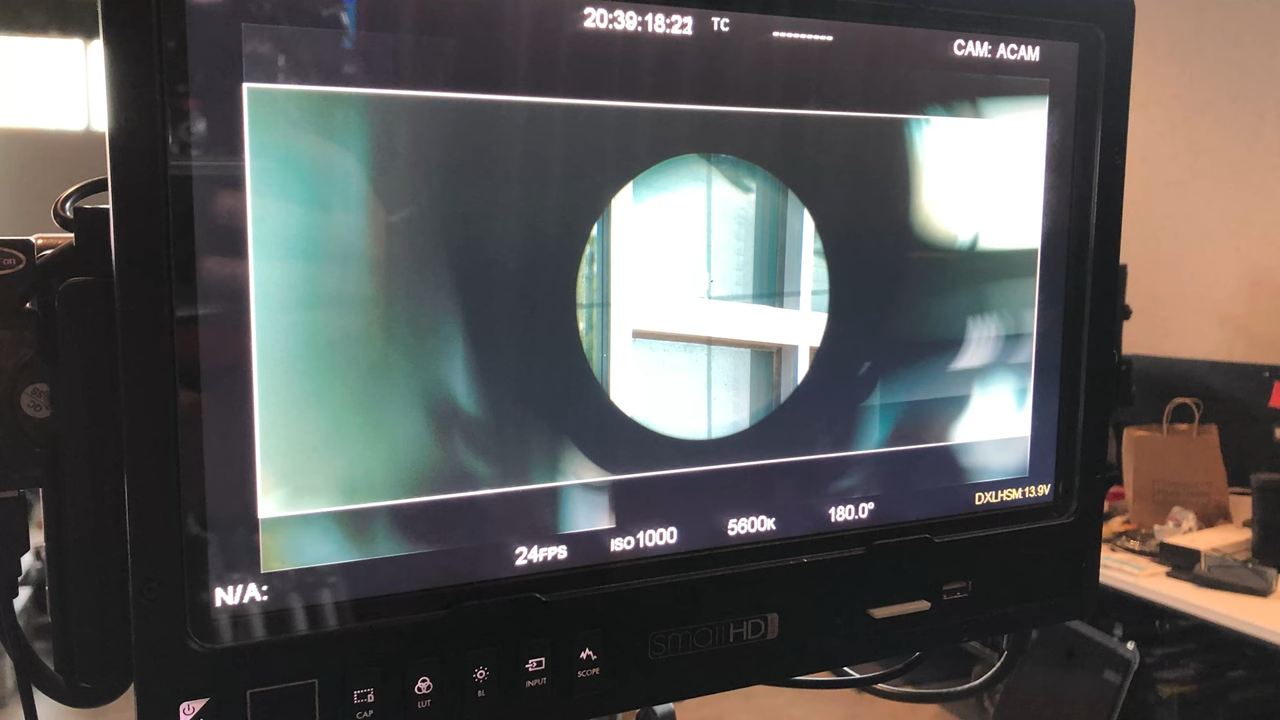 20:39:18:22 TC
CAM: ACAM
DXLHSM:13.9V
24FPS ISO1000 5600K 180.0°
N/A:
smallHD
CAP LUT BL INPUT SCOPE